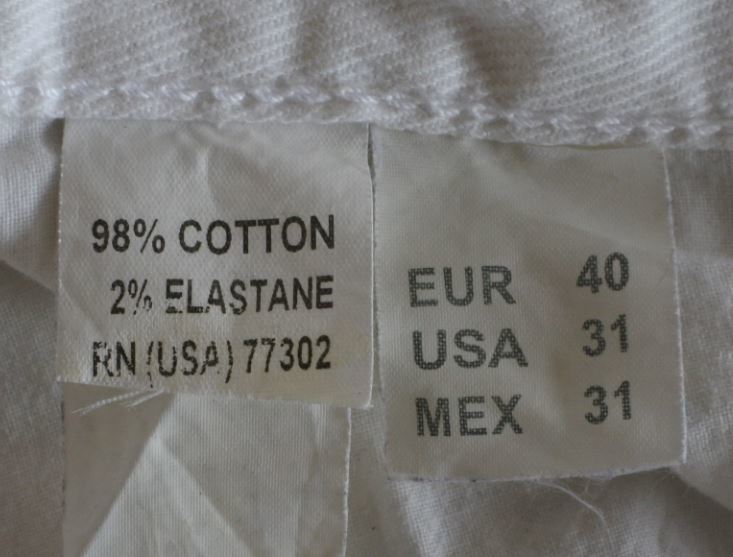 98% COTTON
2% ELASTANE
RN (USA) 77302
EUR 40
USA 31
MEX 31